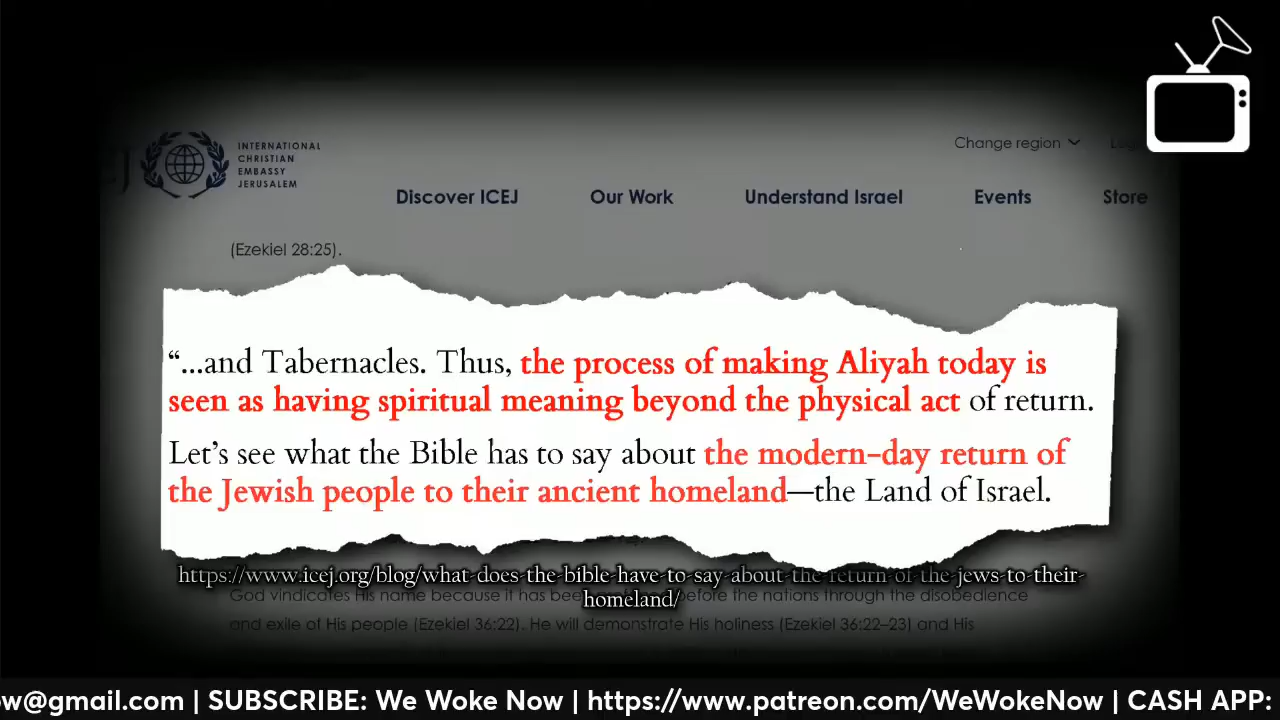 INTERNATIONAL
CHRISTIAN
EMBASSY
JERUSALEM
Change region
Discover ICEJ Our Work Understand Israel Events Store
(Ezekiel 28:25).
“...and Tabernacles. Thus, the process of making Aliyah today is
seen as having spiritual meaning beyond the physical act of return.
Let’s see what the Bible has to say about the modern-day return of
the Jewish people to their ancient homeland—the Land of Israel.
https://www.icej.org/blog/what-does-the-bible-have-to-say-about-the-return-of-the-jews-to-their-
homeland/
God vindicates His name because it has before the nations through the disobedience
and exile of His people (Ezekiel 36:22). He will demonstrate His holiness (Ezekiel 36:22–23) and His
ow@gmail.com | SUBSCRIBE: We Woke Now | https://www.patreon.com/WeWokeNow | CASH APP: